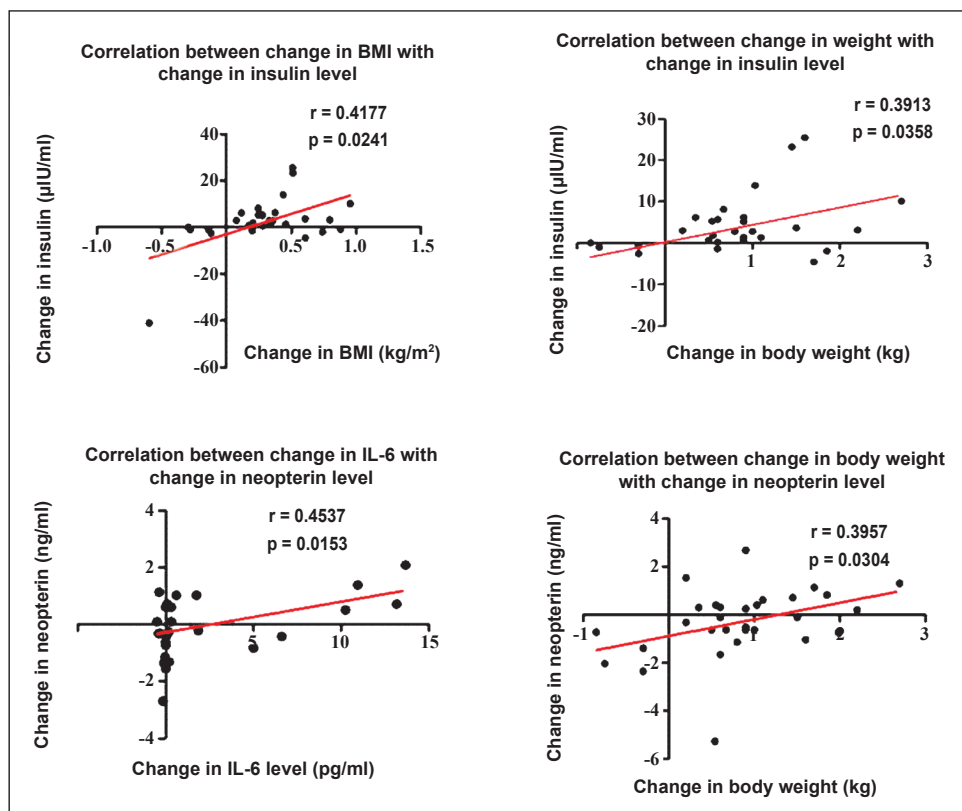 Correlation between change in BMI with
change in insulin level
r = 0.4177
p = 0.0241
Change in insulin (µIU/ml)
40
20
0
-20
-40
-60
-1.0
-0.5
0.5
1.0
1.5
Change in BMI (kg/m²)
Correlation between change in weight with
change in insulin level
r = 0.3913
p = 0.0358
Change in insulin (µIU/ml)
30
20
10
0
-10
-20
1
2
3
Change in body weight (kg)
Correlation between change in IL-6 with
change in neopterin level
r = 0.4537
p = 0.0153
Change in neopterin (ng/ml)
4
2
0
-2
-4
5
10
15
Change in IL-6 level (pg/ml)
Correlation between change in body weight
with change in neopterin level
r = 0.3957
p = 0.0304
Change in neopterin (ng/ml)
4
2
0
-2
-4
-6
-1
1
2
3
Change in body weight (kg)